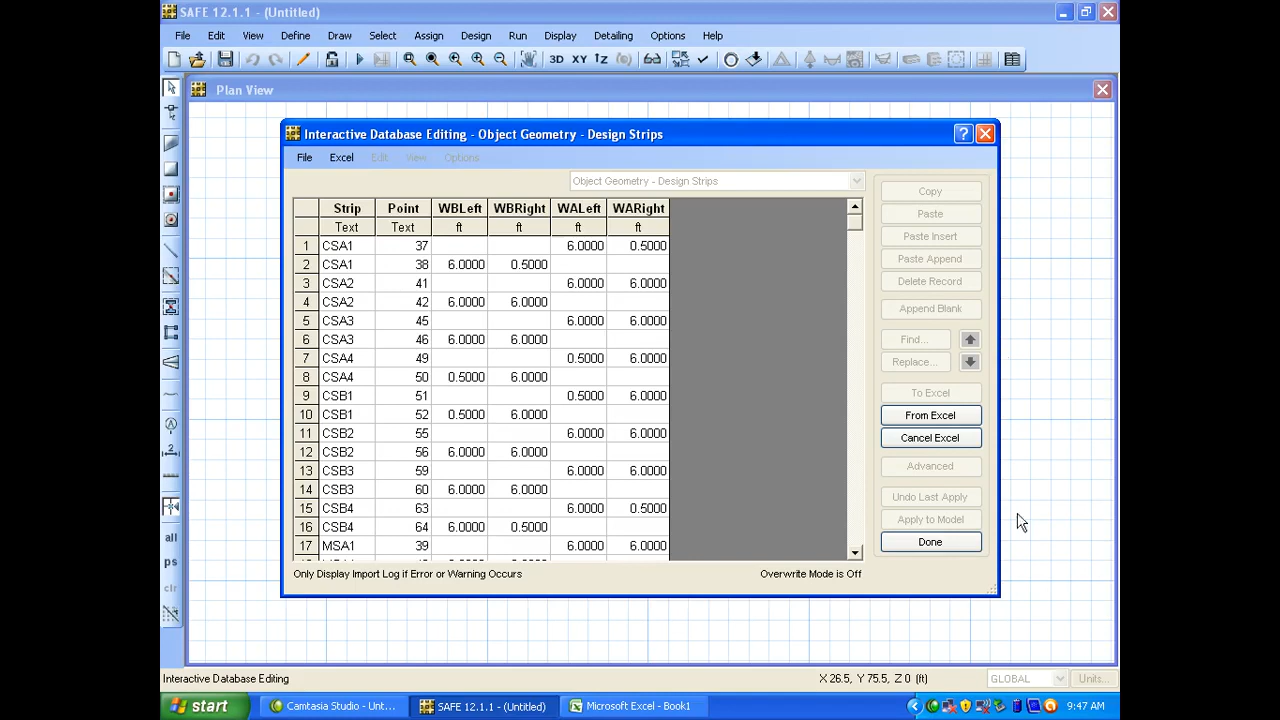 SAFE 12.1.1 - (Untitled)
File Edit View Define Draw Select Assign Design Run Display Detailing Options Help
3D XY
Plan View
Interactive Database Editing - Object Geometry - Design Strips
File Excel Edit View Options
Object Geometry - Design Strips
Strip Point WBLeft WBRight WALeft WARight
Text Text ft ft ft ft
1 CSA1 37 6.0000 0.5000
2 CSA1 38 6.0000 0.5000
3 CSA2 41 6.0000 6.0000
4 CSA2 42 6.0000 6.0000
5 CSA3 45 6.0000 6.0000
6 CSA3 46 6.0000 6.0000
7 CSA4 49 0.5000 6.0000
8 CSA4 50 0.5000 6.0000
9 CSB1 51 0.5000 6.0000
10 CSB1 52 0.5000 6.0000
11 CSB2 55 6.0000 6.0000
12 CSB2 56 6.0000 6.0000
13 CSB3 59 6.0000 6.0000
14 CSB3 60 6.0000 6.0000
15 CSB4 63 6.0000 0.5000
16 CSB4 64 6.0000 0.5000
17 MSA1 39 6.0000 6.0000
Copy
Paste
Paste Insert
Paste Append
Delete Record
Append Blank
Find...
Replace...
To Excel
From Excel
Cancel Excel
Advanced
Undo Last Apply
Apply to Model
Done
Only Display Import Log if Error or Warning Occurs Overwrite Mode is Off
all
ps
clr
Interactive Database Editing X 26.5, Y 75.5, Z 0 (ft) GLOBAL Units...
start Camtasia Studio - Unt... SAFE 12.1.1 - (Untitled) Microsoft Excel - Book1 9:47 AM